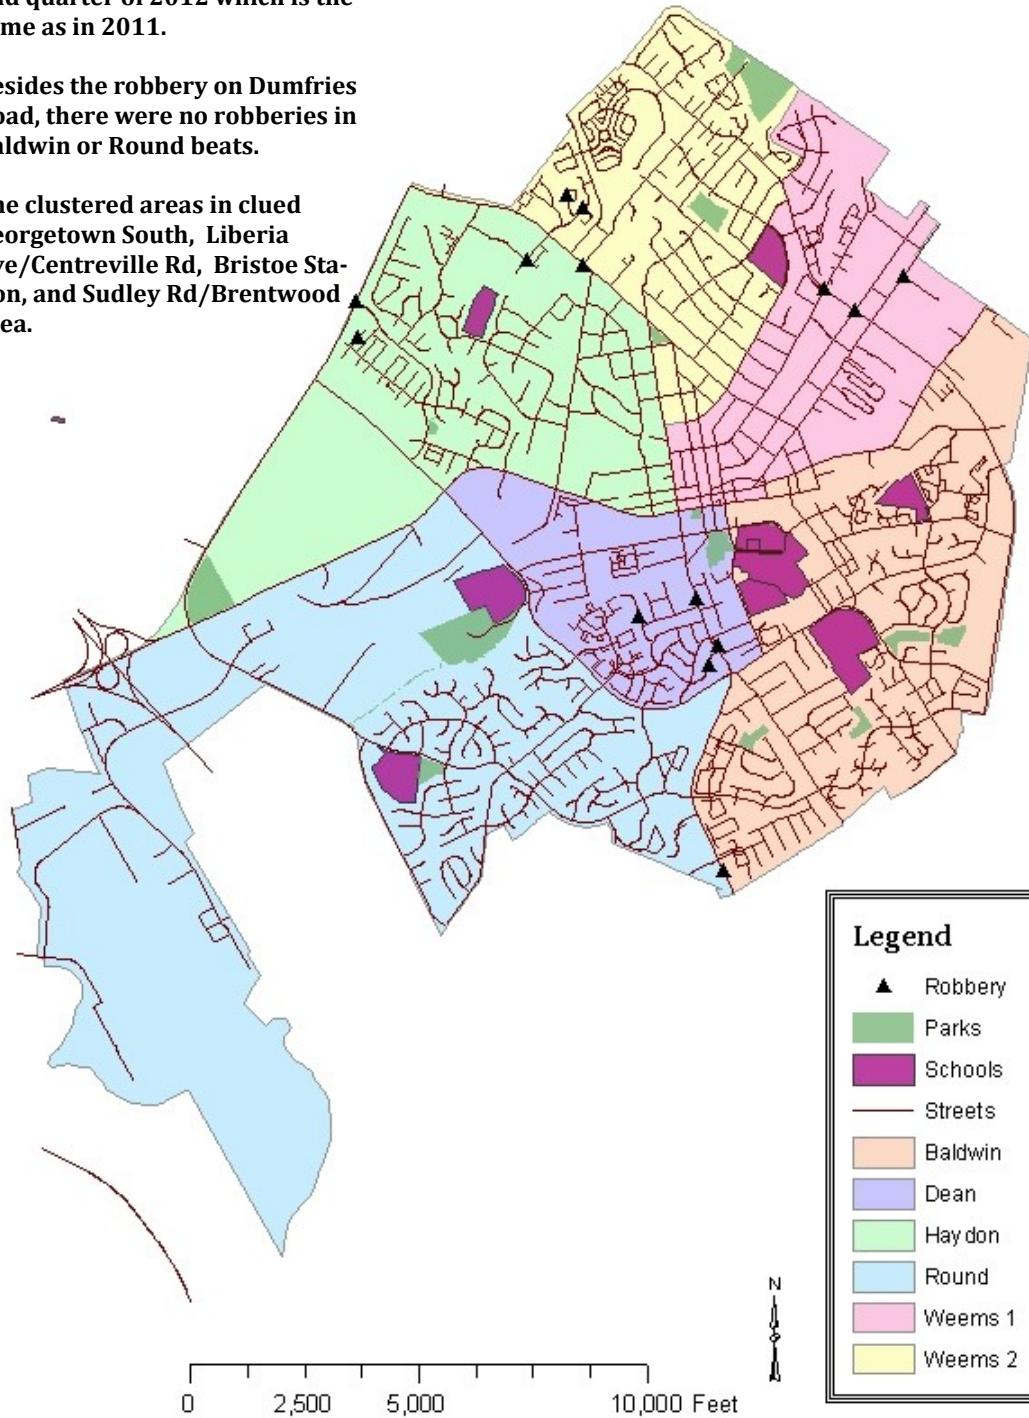 nd quarter of 2012 which is the
me as in 2011.
esides the robbery on Dumfries
oad, there were no robberies in
aldwin or Round beats.
he clustered areas in clued
eorgetown South, Liberia
ve/Centreville Rd, Bristoe Sta-
on, and Sudley Rd/Brentwood
ea.
Legend
Robbery
Parks
Schools
Streets
Baldwin
Dean
Haydon
Round
Weems 1
Weems 2
N
0 2,500 5,000 10,000 Feet